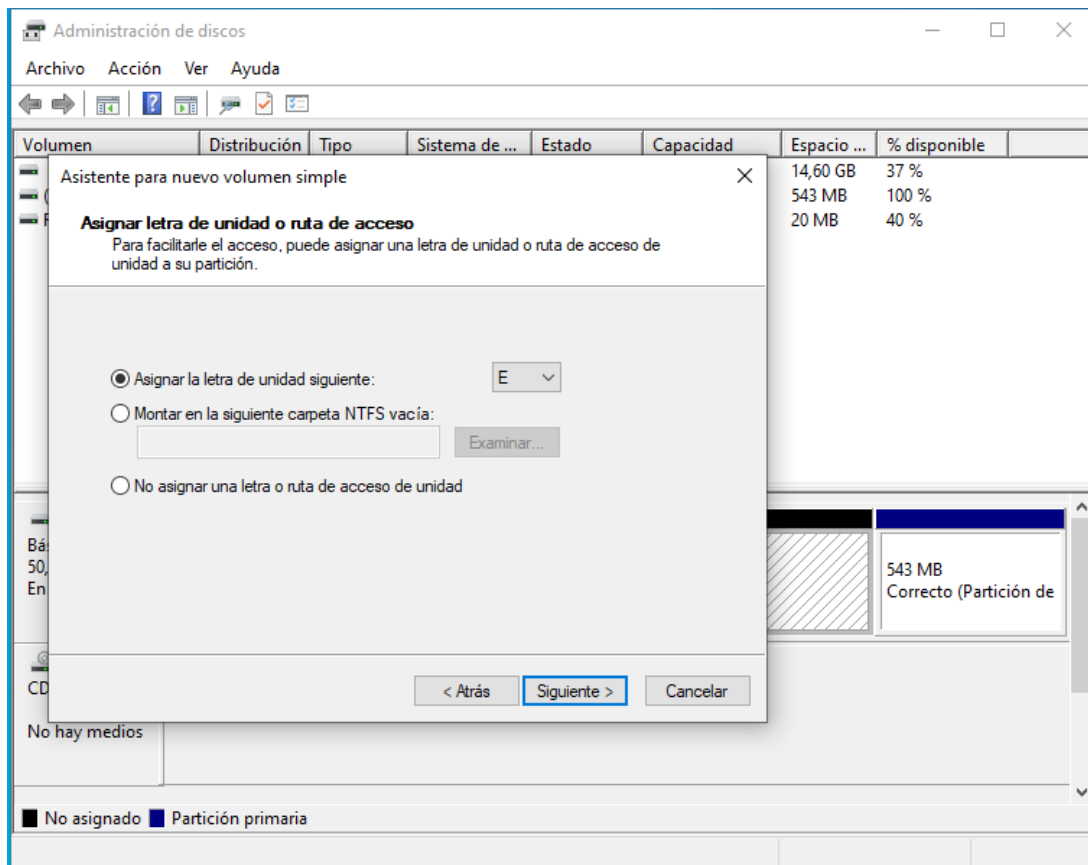 Administración de discos
Archivo Acción Ver Ayuda
Volumen Distribución Tipo Sistema de ... Estado Capacidad Espacio ... % disponible
14,60 GB 37 %
543 MB 100 %
20 MB 40 %
Asistente para nuevo volumen simple
Asignar letra de unidad o ruta de acceso
Para facilitarle el acceso, puede asignar una letra de unidad o ruta de acceso de
unidad a su partición.
Asignar la letra de unidad siguiente: E
Montar en la siguiente carpeta NTFS vacía:
Examinar...
No asignar una letra o ruta de acceso de unidad
< Atrás Siguiente > Cancelar
Bá
50,
En
543 MB
Correcto (Partición de
CD
No hay medios
No asignado Partición primaria